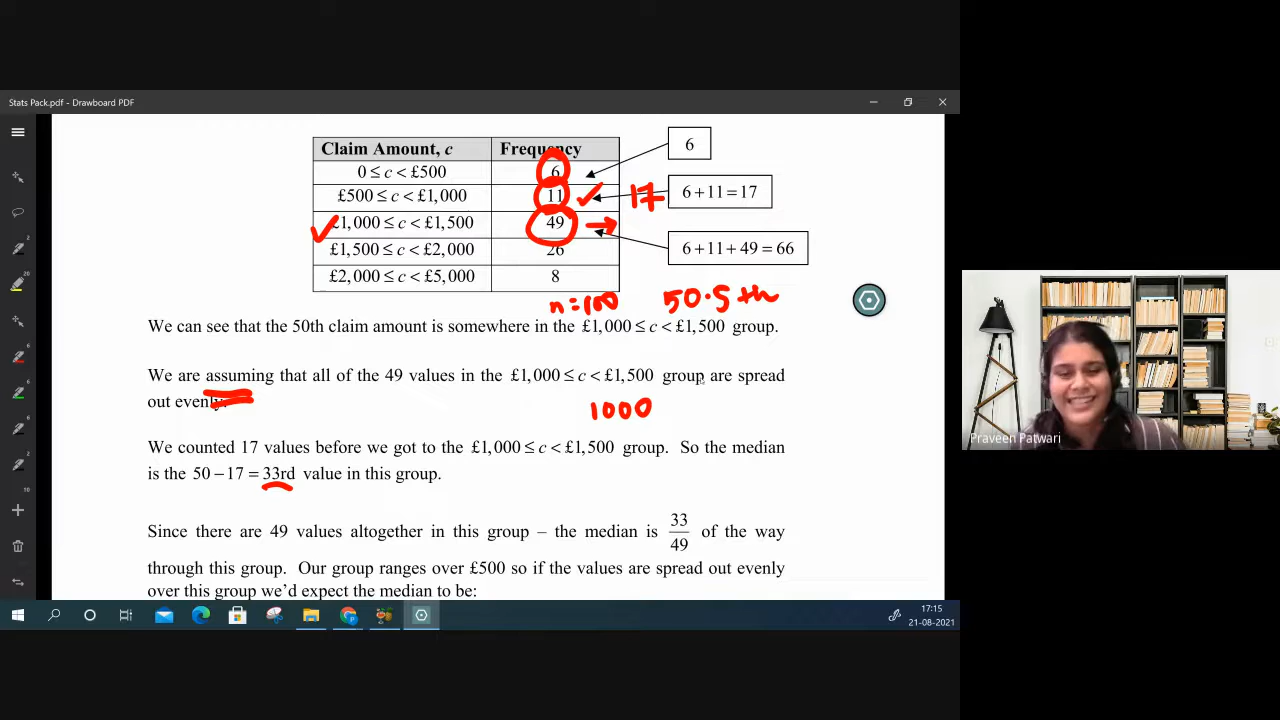 Stats Pack.pdf - Drawboard PDF
Claim Amount, c Frequency
0 ≤ c < £500 6
£500 ≤ c < £1,000 11
£1,000 ≤ c < £1,500 49
£1,500 ≤ c < £2,000 26
£2,000 ≤ c < £5,000 8
6
17 6 + 11 = 17
6 + 11 + 49 = 66
n = 100 50.5th
We can see that the 50th claim amount is somewhere in the £1,000 ≤ c < £1,500 group.
We are assuming that all of the 49 values in the £1,000 ≤ c < £1,500 group are spread
out evenly.
1000
We counted 17 values before we got to the £1,000 ≤ c < £1,500 group. So the median
is the 50 − 17 = 33rd value in this group.
Since there are 49 values altogether in this group – the median is 33/49 of the way
through this group. Our group ranges over £500 so if the values are spread out evenly
over this group we'd expect the median to be:
Praveen Patwari
17:15
21-08-2021